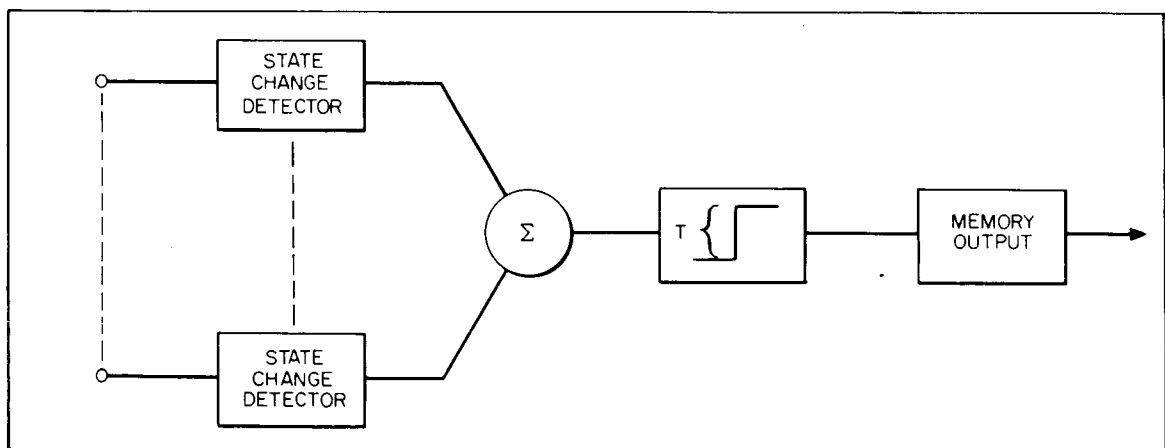 STATE
CHANGE
DETECTOR
Σ
T
MEMORY
OUTPUT
STATE
CHANGE
DETECTOR